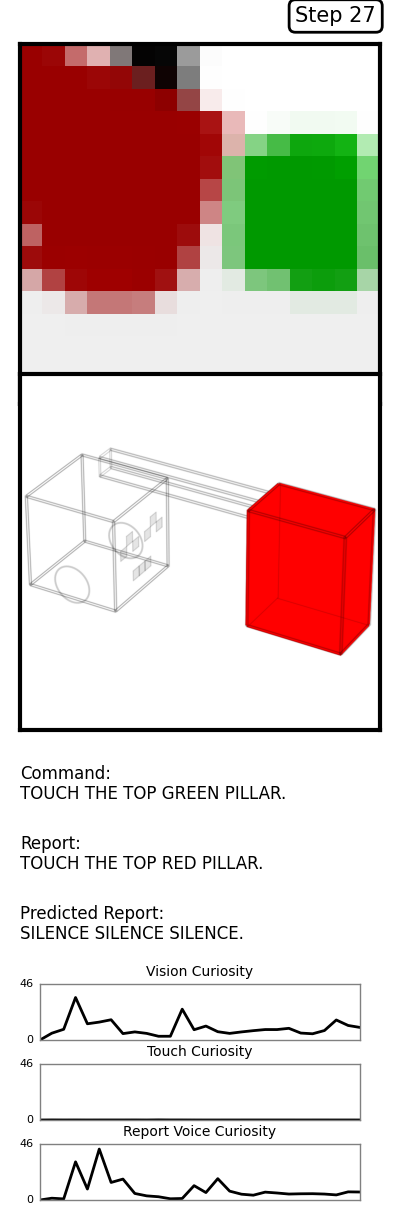 Step 27
Command:
TOUCH THE TOP GREEN PILLAR.
Report:
TOUCH THE TOP RED PILLAR.
Predicted Report:
SILENCE SILENCE SILENCE.
Vision Curiosity
46
0
Touch Curiosity
46
0
Report Voice Curiosity
46
0